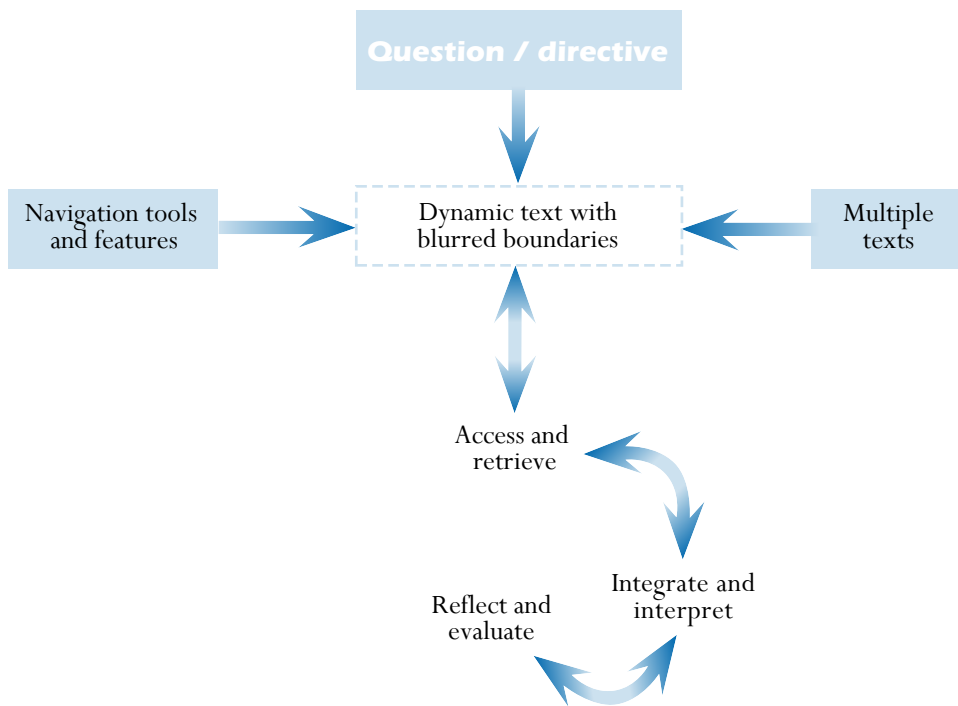 Question / directive
Navigation tools
and features
Dynamic text with
blurred boundaries
Multiple
texts
Access and
retrieve
Integrate and
interpret
Reflect and
evaluate